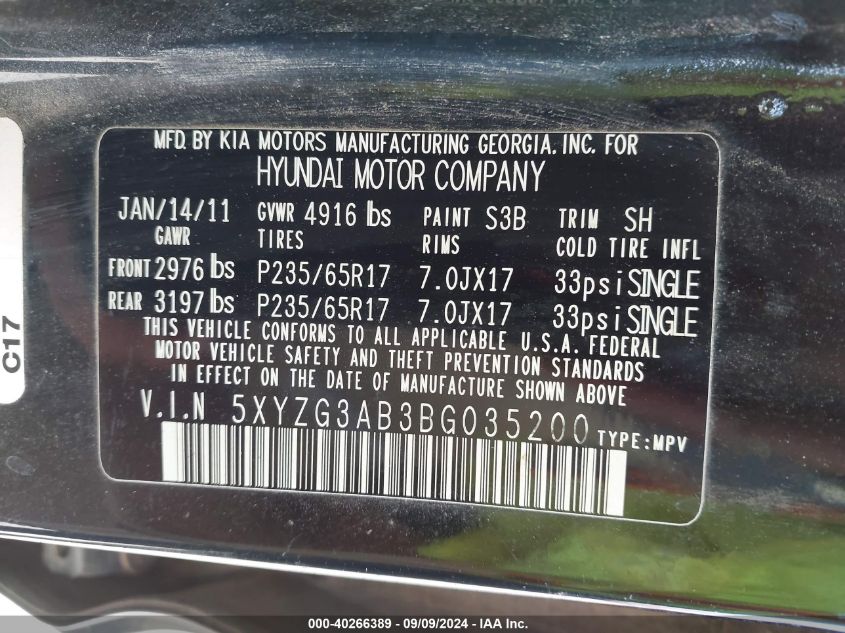 MFD. BY KIA MOTORS MANUFACTURING GEORGIA, INC. FOR
HYUNDAI MOTOR COMPANY
JAN/14/11 GVWR 4916 lbs PAINT S3B TRIM SH
GAWR TIRES RIMS COLD TIRE INFL
FRONT 2976 lbs P235/65R17 7.0JX17 33psi SINGLE
REAR 3197 lbs P235/65R17 7.0JX17 33psi SINGLE
THIS VEHICLE CONFORMS TO ALL APPLICABLE U.S.A. FEDERAL
MOTOR VEHICLE SAFETY AND THEFT PREVENTION STANDARDS
IN EFFECT ON THE DATE OF MANUFACTURE SHOWN ABOVE
V.I.N 5XYZG3AB3BG035200 TYPE:MPV
C17
000-40266389 - 09/09/2024 - IAA Inc.